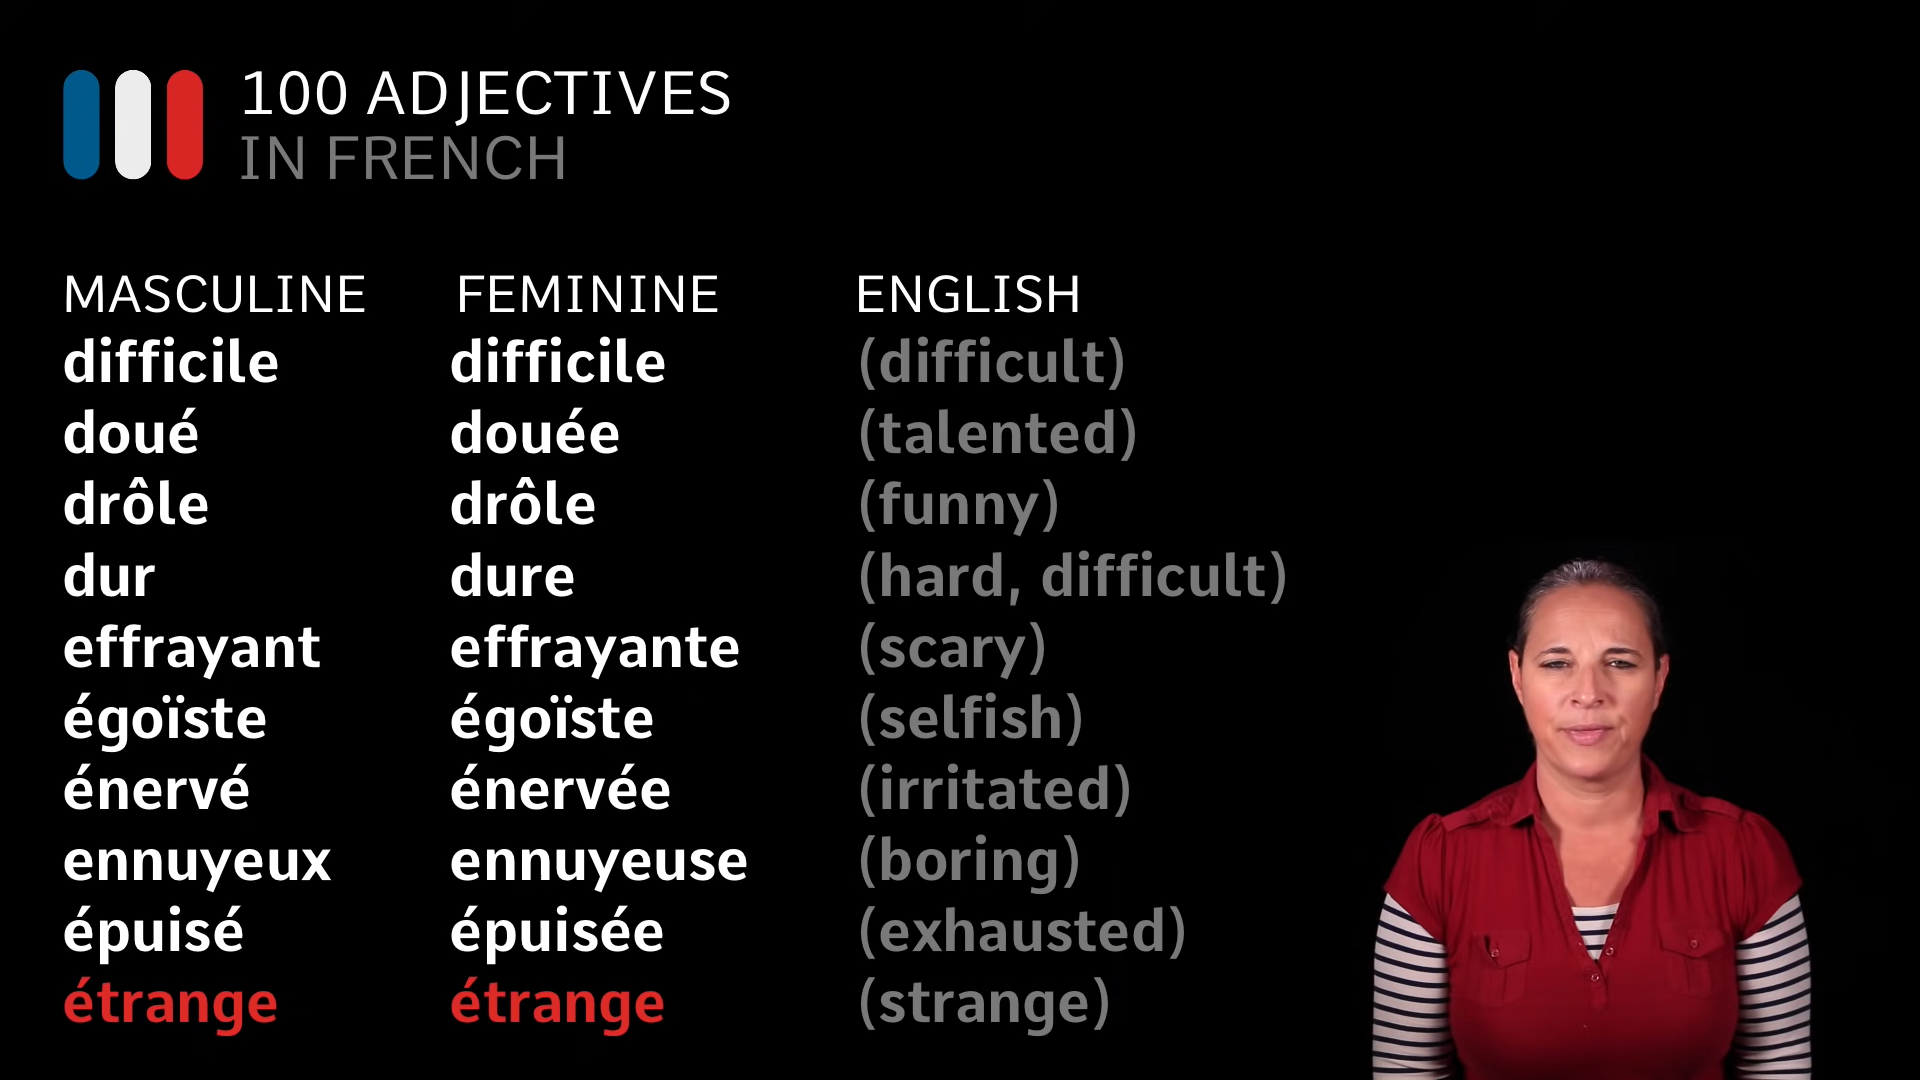 100 ADJECTIVES
IN FRENCH
MASCULINE FEMININE ENGLISH
difficile difficile (difficult)
doué douée (talented)
drôle drôle (funny)
dur dure (hard, difficult)
effrayant effrayante (scary)
égoïste égoïste (selfish)
énervé énervée (irritated)
ennuyeux ennuyeuse (boring)
épuisé épuisée (exhausted)
étrange étrange (strange)